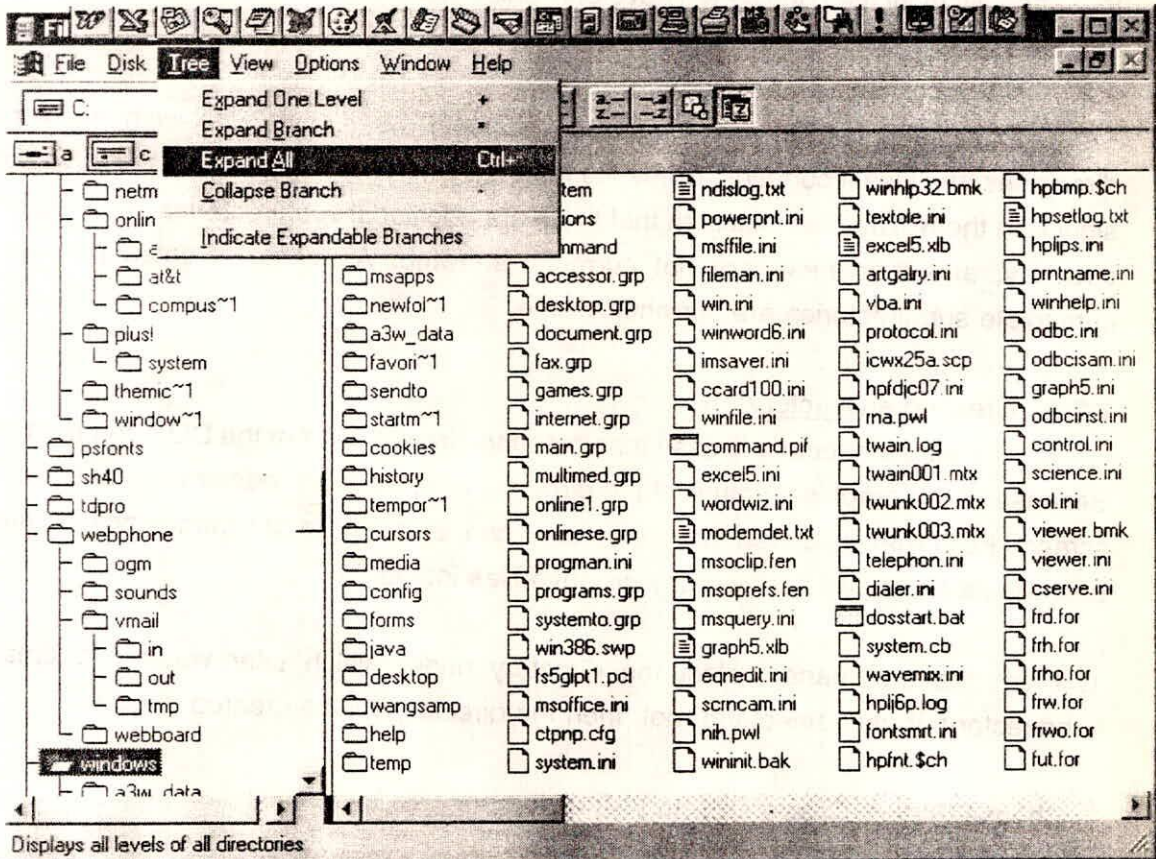 File Disk Tree View Options Window Help
C:
Expand One Level +
Expand Branch *
Expand All Ctrl+*
Collapse Branch -
Indicate Expandable Branches
a c
netm
onlin
a
at&t
compus~1
plus!
system
themic~1
window~1
psfonts
sh40
tdpro
webphone
ogm
sounds
vmail
in
out
tmp
webboard
windows
a3w_data
msapps
newfol~1
a3w_data
favori~1
sendto
startm~1
cookies
history
tempor~1
cursors
media
config
forms
java
desktop
wangsamp
help
temp
tem
ions
mmand
accessor.grp
desktop.grp
document.grp
fax.grp
games.grp
internet.grp
main.grp
multimed.grp
online1.grp
onlinese.grp
progman.ini
programs.grp
systemto.grp
win386.swp
fs5glpt1.pcl
msoffice.ini
ctpnp.cfg
system.ini
ndislog.txt
powerpnt.ini
msffile.ini
fileman.ini
win.ini
winword6.ini
imsaver.ini
ccard100.ini
winfile.ini
command.pif
excel5.ini
wordwiz.ini
modemdet.txt
msoclip.fen
msoprefs.fen
msquery.ini
graph5.xlb
eqnedit.ini
scrncam.ini
nih.pwl
wininit.bak
winhlp32.bmk
textole.ini
excel5.xlb
artgalry.ini
vba.ini
protocol.ini
icwx25a.scp
hpfdjc07.ini
rna.pwl
twain.log
twain001.mtx
twunk002.mtx
twunk003.mtx
telephon.ini
dialer.ini
dosstart.bat
system.cb
wavemix.ini
hplj6p.log
fontsmrt.ini
hpfnt.$ch
hpbmp.$ch
hpsetlog.txt
hpljps.ini
prntname.ini
winhelp.ini
odbc.ini
odbcisam.ini
graph5.ini
odbcinst.ini
control.ini
science.ini
sol.ini
viewer.bmk
viewer.ini
cserve.ini
frd.for
frh.for
frho.for
frw.for
frwo.for
fut.for
Displays all levels of all directories